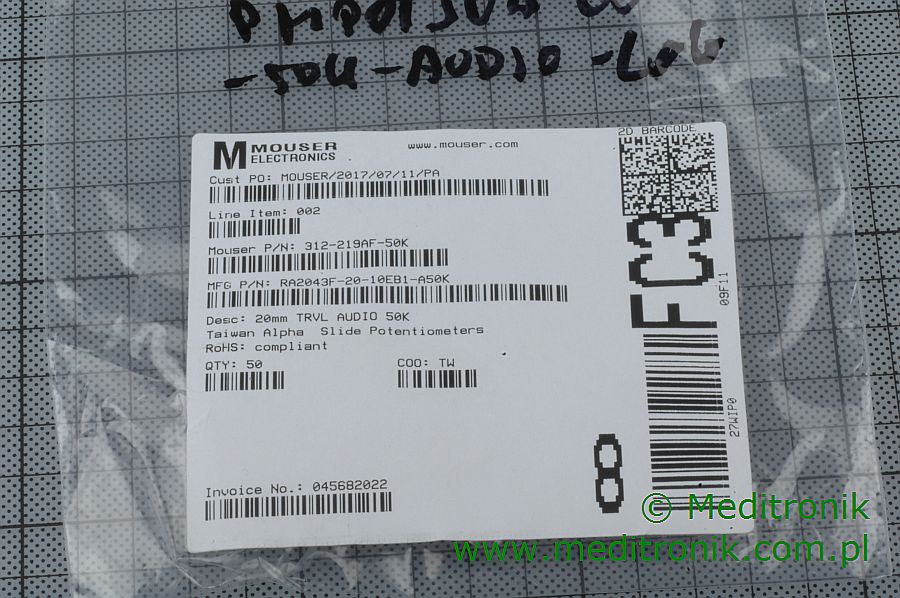 -50K-AUDIO-LOG
MOUSER
ELECTRONICS
www.mouser.com
2D BARCODE
Cust PO: MOUSER/2017/07/11/PA
Line Item: 002
Mouser P/N: 312-219AF-50K
MFG P/N: RA2043F-20-10EB1-A50K
Desc: 20mm TRVL AUDIO 50K
Taiwan Alpha Slide Potentiometers
RoHS: compliant
QTY: 50
COO: TW
Invoice No.: 045682022
FC3
09F11
27WIP0
8
© Meditronik
www.meditronik.com.pl